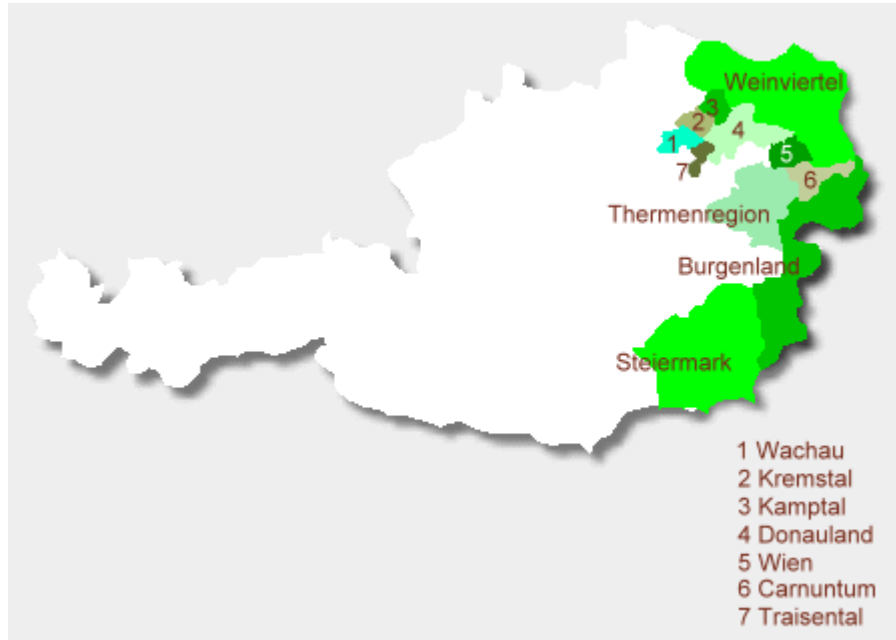 Weinviertel
3
2
4
1
5
7
6
Thermenregion
Burgenland
Steiermark
1 Wachau
2 Kremstal
3 Kamptal
4 Donauland
5 Wien
6 Carnuntum
7 Traisental